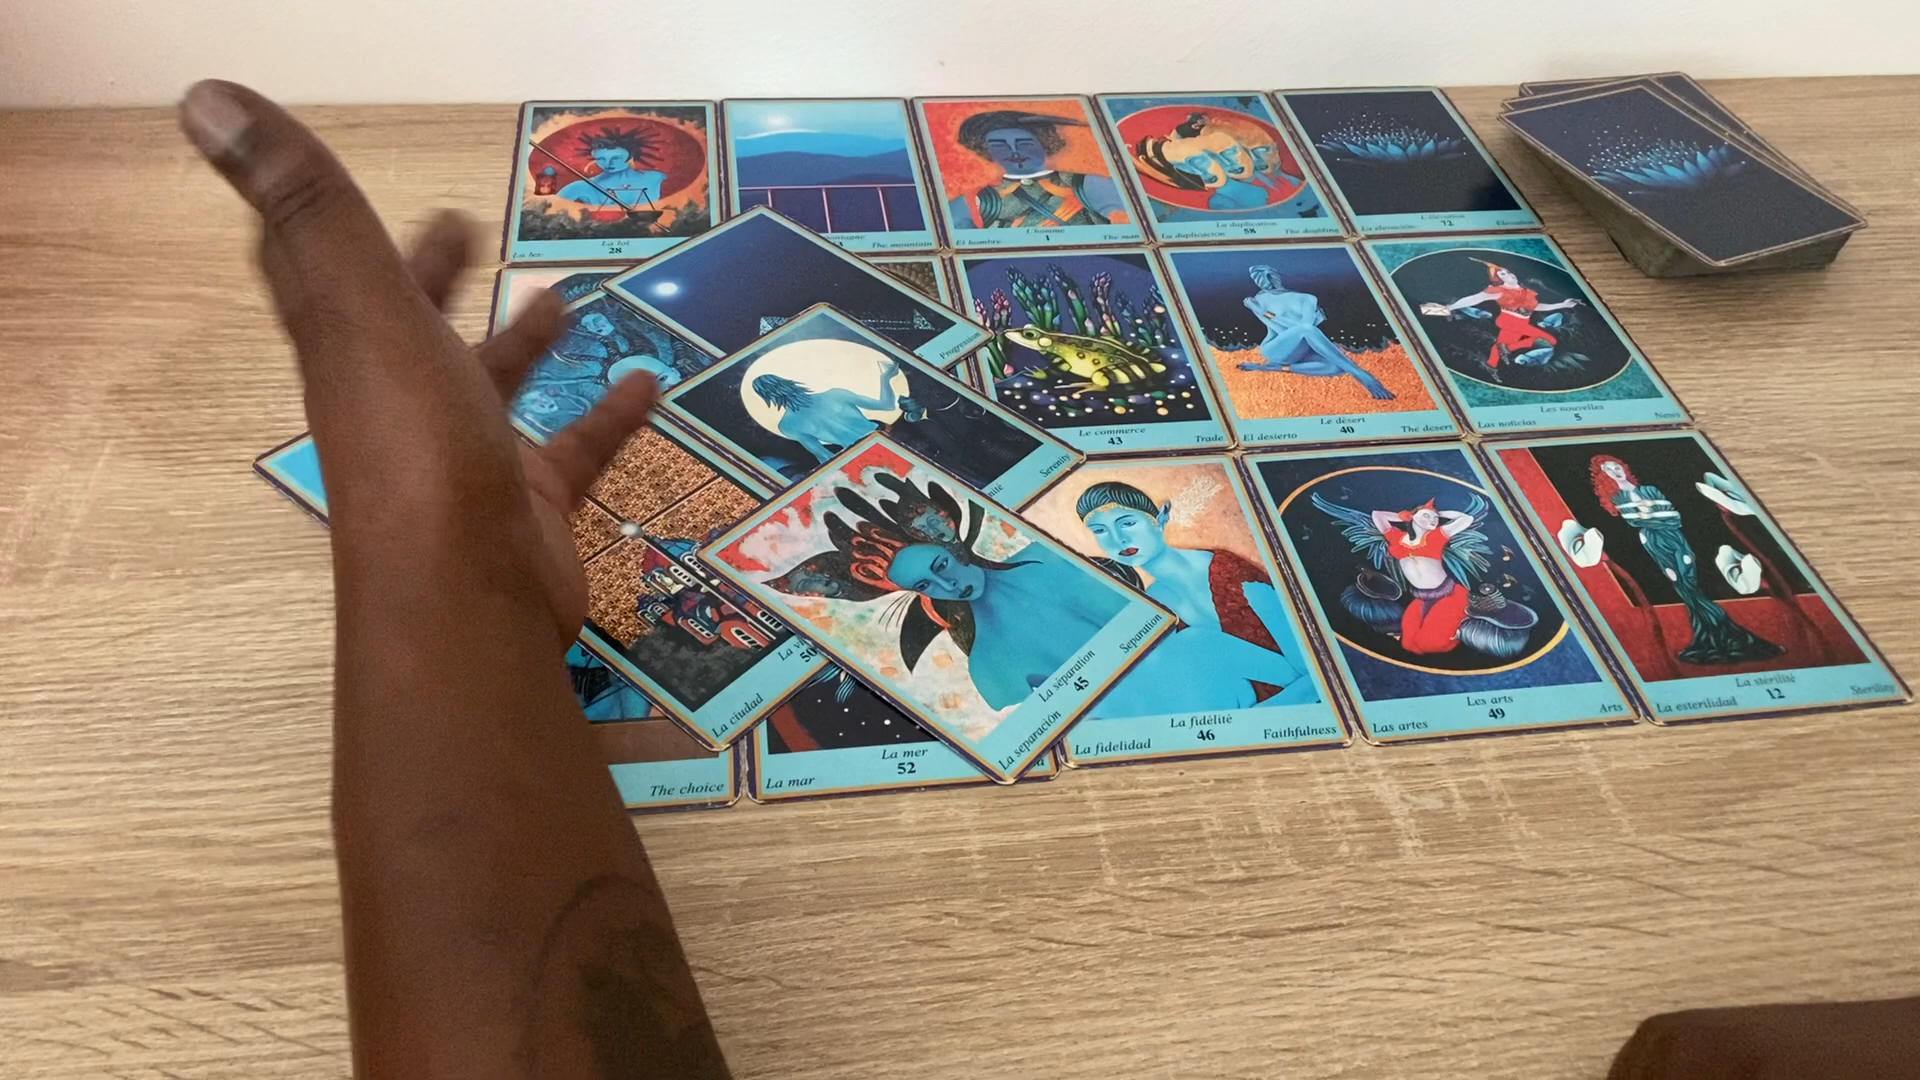 La loi
28
La ley
The mountain
L'homme
1
El hombre
The man
La duplication
58
La duplicación
The doubling
L'élévation
72
La elevación
Elevation
Progression
Serenity
Le commerce
43
Trade
Le désert
40
El desierto
The desert
Les nouvelles
5
Las noticias
News
La ciudad
50
La séparation
45
La separación
Separation
La fidélité
46
La fidelidad
Faithfulness
Les arts
49
Las artes
Arts
La stérilité
12
La esterilidad
Sterility
The choice
La mer
52
La mar